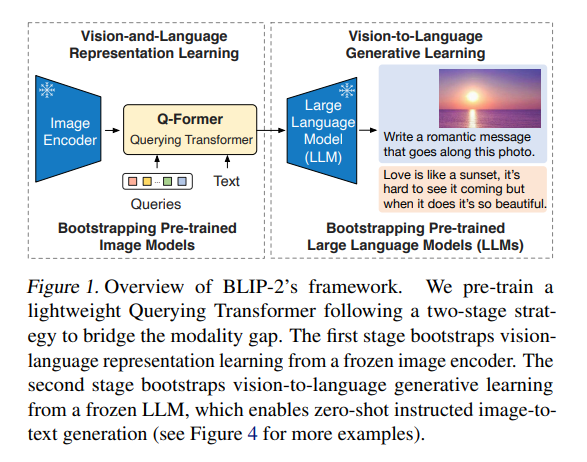 Vision-and-Language
Representation Learning
Vision-to-Language
Generative Learning
Image
Encoder
Q-Former
Querying Transformer
Queries
...
Text
Bootstrapping Pre-trained
Image Models
Large
Language
Model
(LLM)
Write a romantic message
that goes along this photo.
Love is like a sunset, it's
hard to see it coming but
when it does it's so beautiful.
Bootstrapping Pre-trained
Large Language Models (LLMs)
Figure 1. Overview of BLIP-2's framework. We pre-train a
lightweight Querying Transformer following a two-stage strat-
egy to bridge the modality gap. The first stage bootstraps vision-
language representation learning from a frozen image encoder. The
second stage bootstraps vision-to-language generative learning
from a frozen LLM, which enables zero-shot instructed image-to-
text generation (see Figure 4 for more examples).